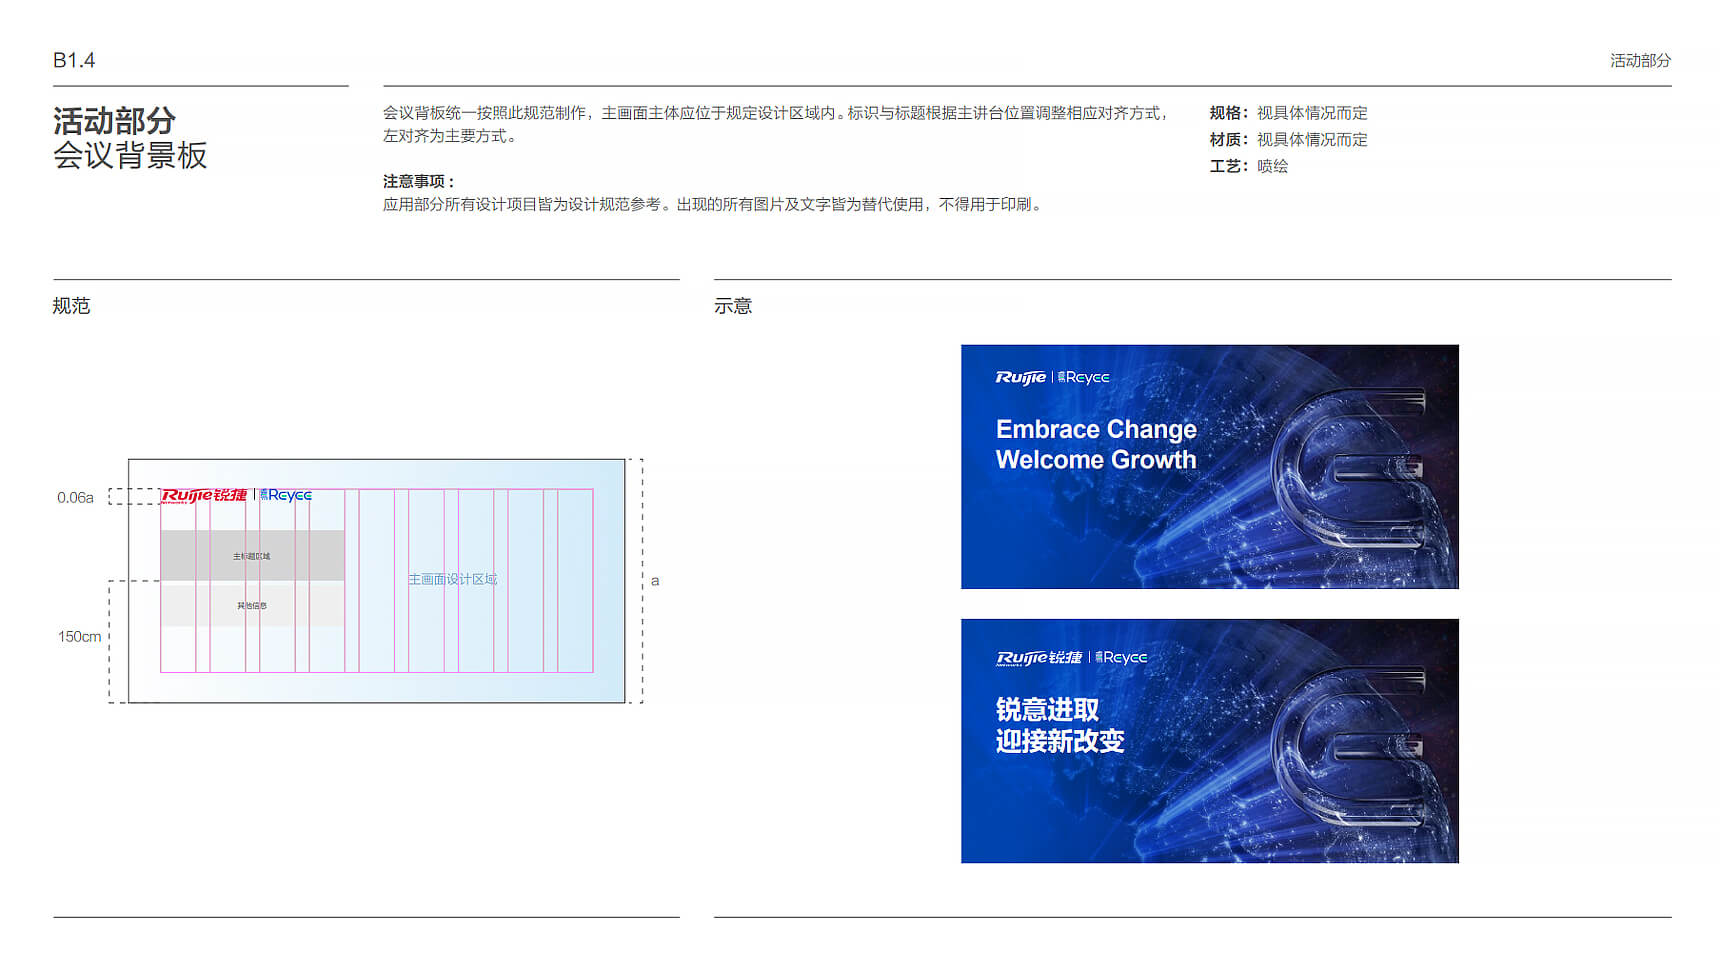 B1.4
活动部分
活动部分
会议背景板
会议背板统一按照此规范制作，主画面主体应位于规定设计区域内。标识与标题根据主讲台位置调整相应对齐方式，
左对齐为主要方式。
注意事项：
应用部分所有设计项目皆为设计规范参考。出现的所有图片及文字皆为替代使用，不得用于印刷。
规格：视具体情况而定
材质：视具体情况而定
工艺：喷绘
规范
0.06a
Ruijie锐捷
Networks
Reyee
主标题区域
主画面设计区域
其他信息
150cm
a
示意
Ruijie | Reyee
Embrace Change
Welcome Growth
Ruijie锐捷 | Reyee
Networks
锐意进取
迎接新改变